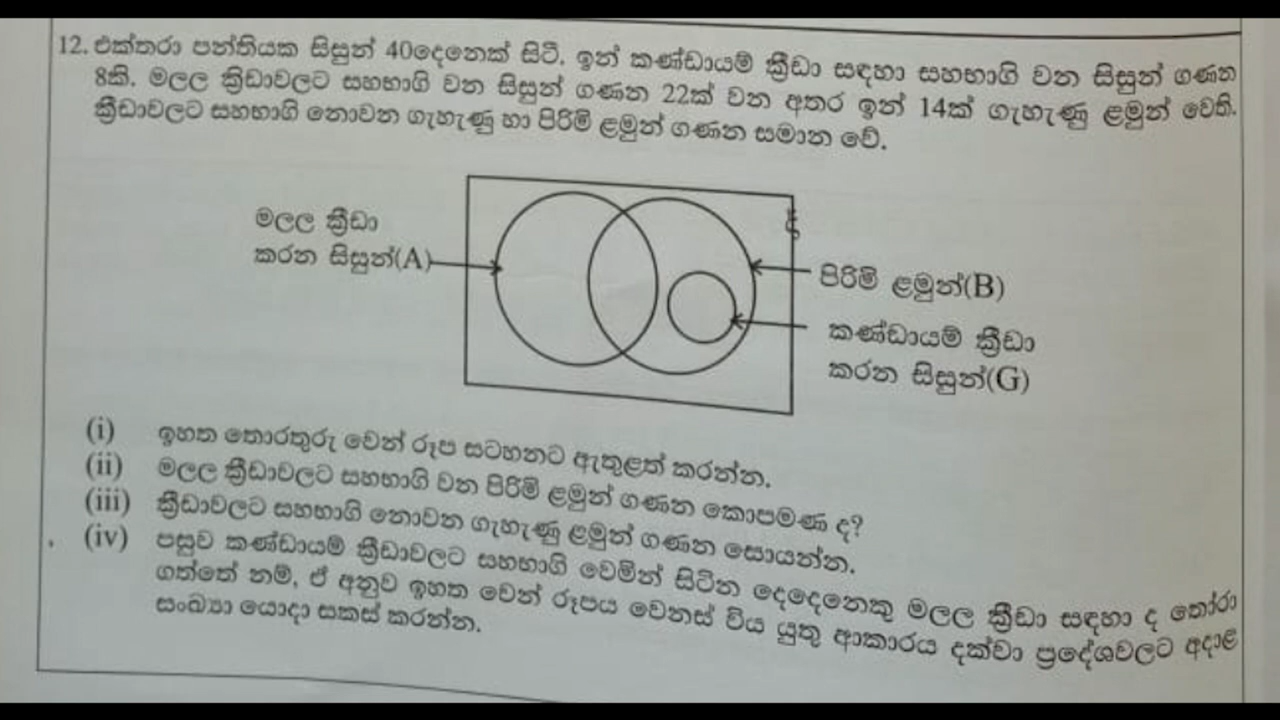 12. එක්තරා පන්තියක සිසුන් 40දෙනෙක් සිටී. ඉන් කණ්ඩායම් ක්‍රීඩා සඳහා සහභාගි වන සිසුන් ගණන
8කි. මලල ක්‍රිඩාවලට සහභාගි වන සිසුන් ගණන 22ක් වන අතර ඉන් 14ක් ගැහැණු ළමුන් වෙති.
ක්‍රීඩාවලට සහභාගි නොවන ගැහැණු හා පිරිමි ළමුන් ගණන සමාන වේ.
ξ
මලල ක්‍රීඩා
කරන සිසුන්(A)
පිරිමි ළමුන්(B)
කණ්ඩායම් ක්‍රීඩා
කරන සිසුන්(G)
(i) ඉහත තොරතුරු වෙන් රූප සටහනට ඇතුළත් කරන්න.
(ii) මලල ක්‍රීඩාවලට සහභාගි වන පිරිමි ළමුන් ගණන කොපමණ ද?
(iii) ක්‍රීඩාවලට සහභාගි නොවන ගැහැණු ළමුන් ගණන සොයන්න.
(iv) පසුව කණ්ඩායම් ක්‍රීඩාවලට සහභාගි වෙමින් සිටින දෙදෙනෙකු මලල ක්‍රීඩා සඳහා ද තෝරා
ගත්තේ නම්, ඒ අනුව ඉහත වෙන් රූපය වෙනස් විය යුතු ආකාරය දක්වා ප්‍රදේශවලට අදාළ
සංඛ්‍යා යොදා සකස් කරන්න.